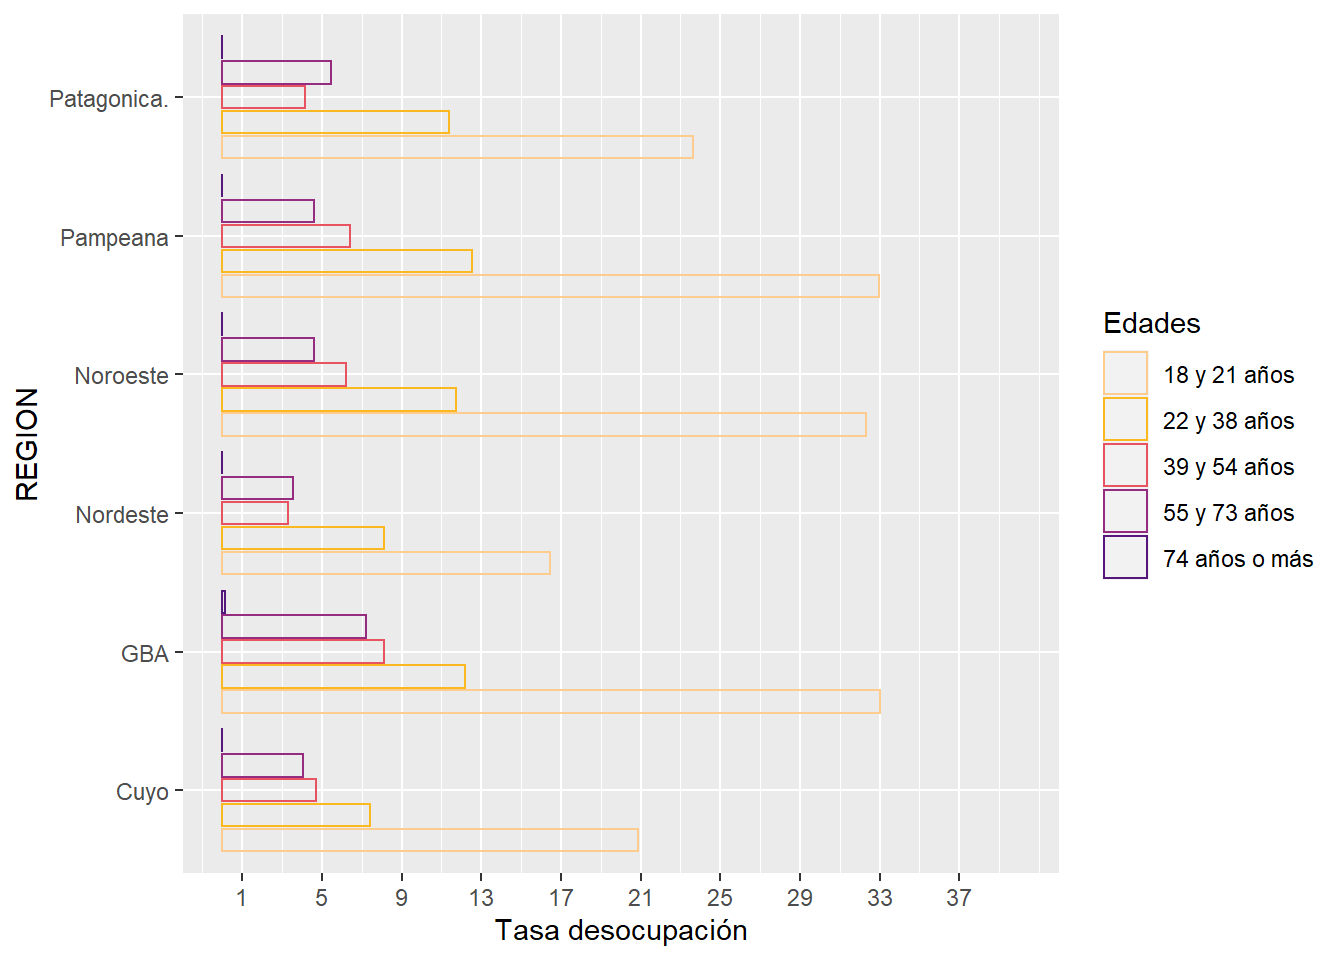 REGION
Patagonica.
Pampeana
Noroeste
Nordeste
GBA
Cuyo
1 5 9 13 17 21 25 29 33 37
Tasa desocupación
Edades
18 y 21 años
22 y 38 años
39 y 54 años
55 y 73 años
74 años o más